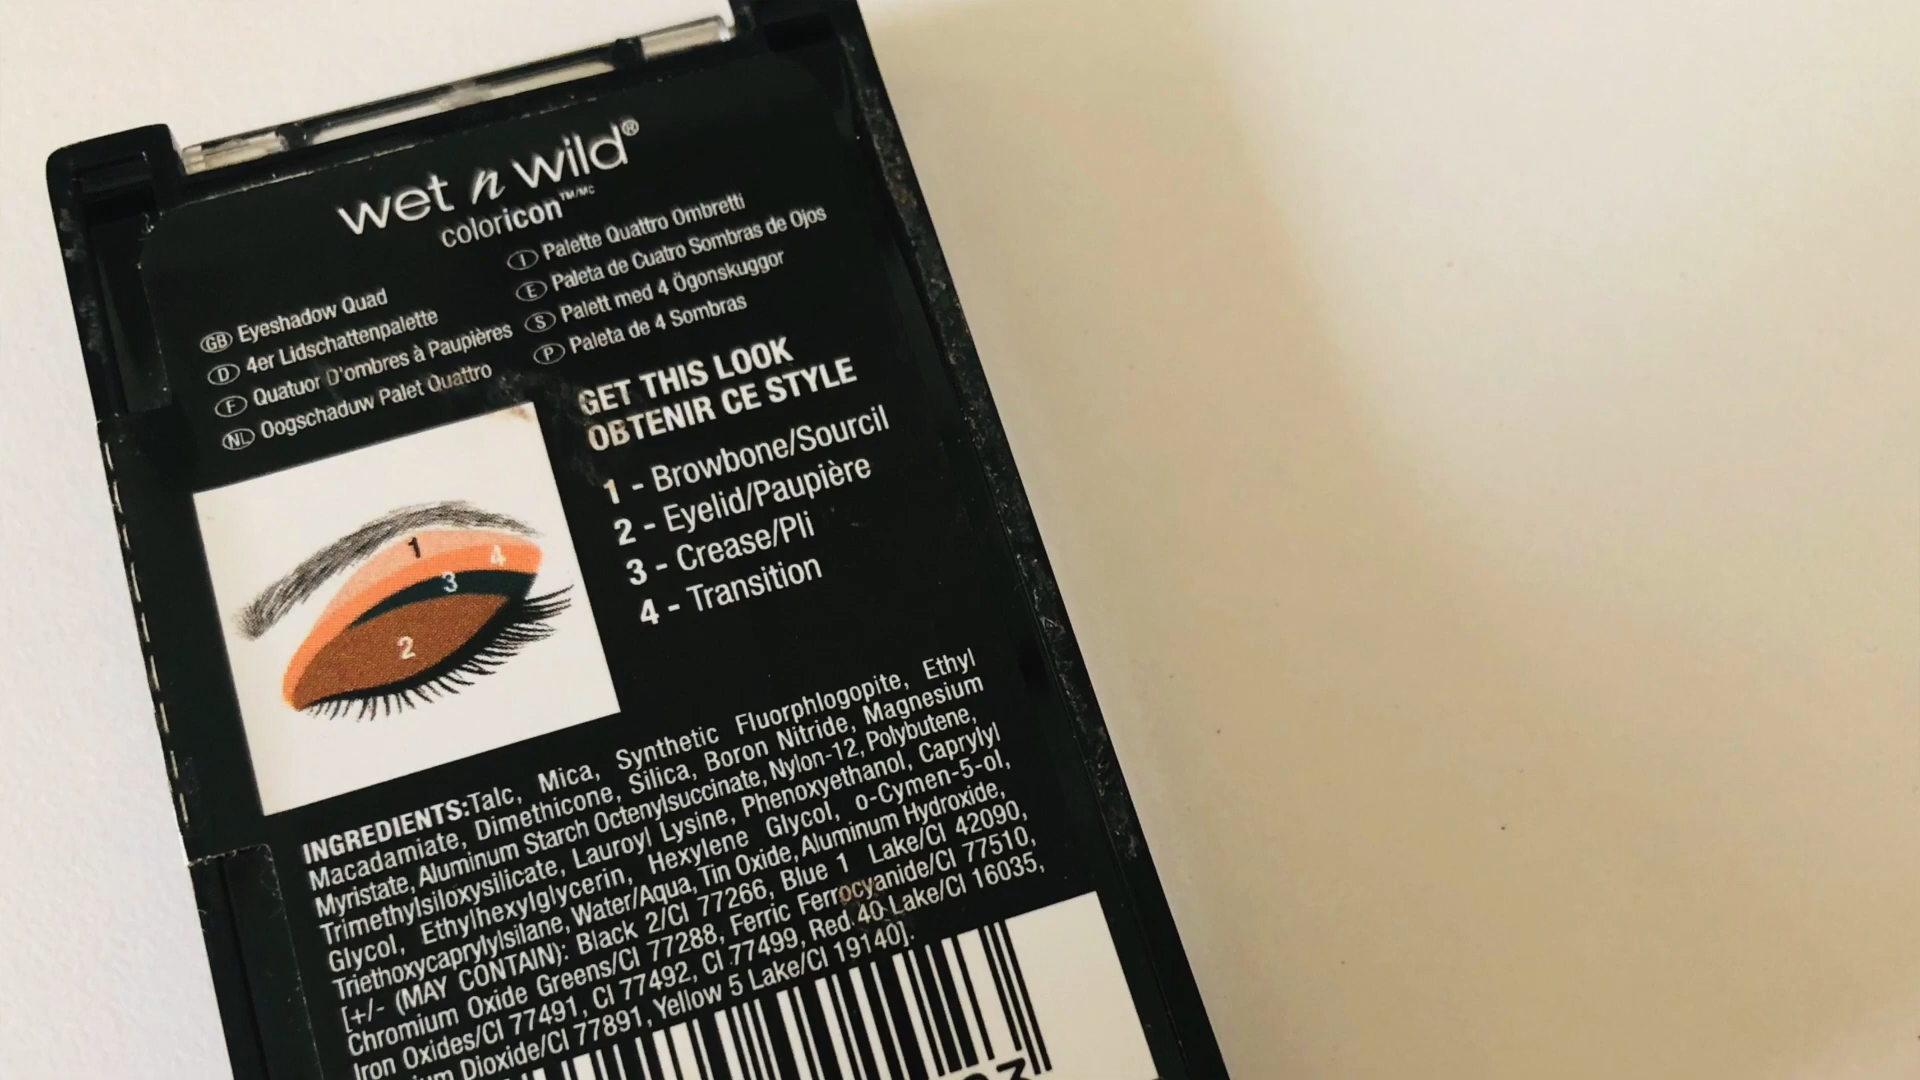 wet n wild®
coloricon™/MC
GB Eyeshadow Quad
D 4er Lidschattenpalette
F Quatuor D'ombres à Paupières
NL Oogschaduw Palet Quattro
I Palette Quattro Ombretti
E Paleta de Cuatro Sombras de Ojos
S Palett med 4 Ögonskuggor
P Paleta de 4 Sombras
GET THIS LOOK
OBTENIR CE STYLE
1 - Browbone/Sourcil
2 - Eyelid/Paupière
3 - Crease/Pli
4 - Transition
1
4
3
2
INGREDIENTS:Talc, Mica, Synthetic Fluorphlogopite, Ethyl
Macadamiate, Dimethicone, Silica, Boron Nitride, Magnesium
Myristate, Aluminum Starch Octenylsuccinate, Nylon-12, Polybutene,
Trimethylsiloxysilicate, Lauroyl Lysine, Phenoxyethanol, Caprylyl
Glycol, Ethylhexylglycerin, Hexylene Glycol, o-Cymen-5-ol,
Triethoxycaprylylsilane, Water/Aqua, Tin Oxide, Aluminum Hydroxide,
[+/- (MAY CONTAIN): Black 2/CI 77266, Blue 1 Lake/CI 42090,
Chromium Oxide Greens/CI 77288, Ferric Ferrocyanide/CI 77510,
Iron Oxides/CI 77491, CI 77492, CI 77499, Red 40 Lake/CI 16035,
Dioxide/CI 77891, Yellow 5 Lake/CI 19140].